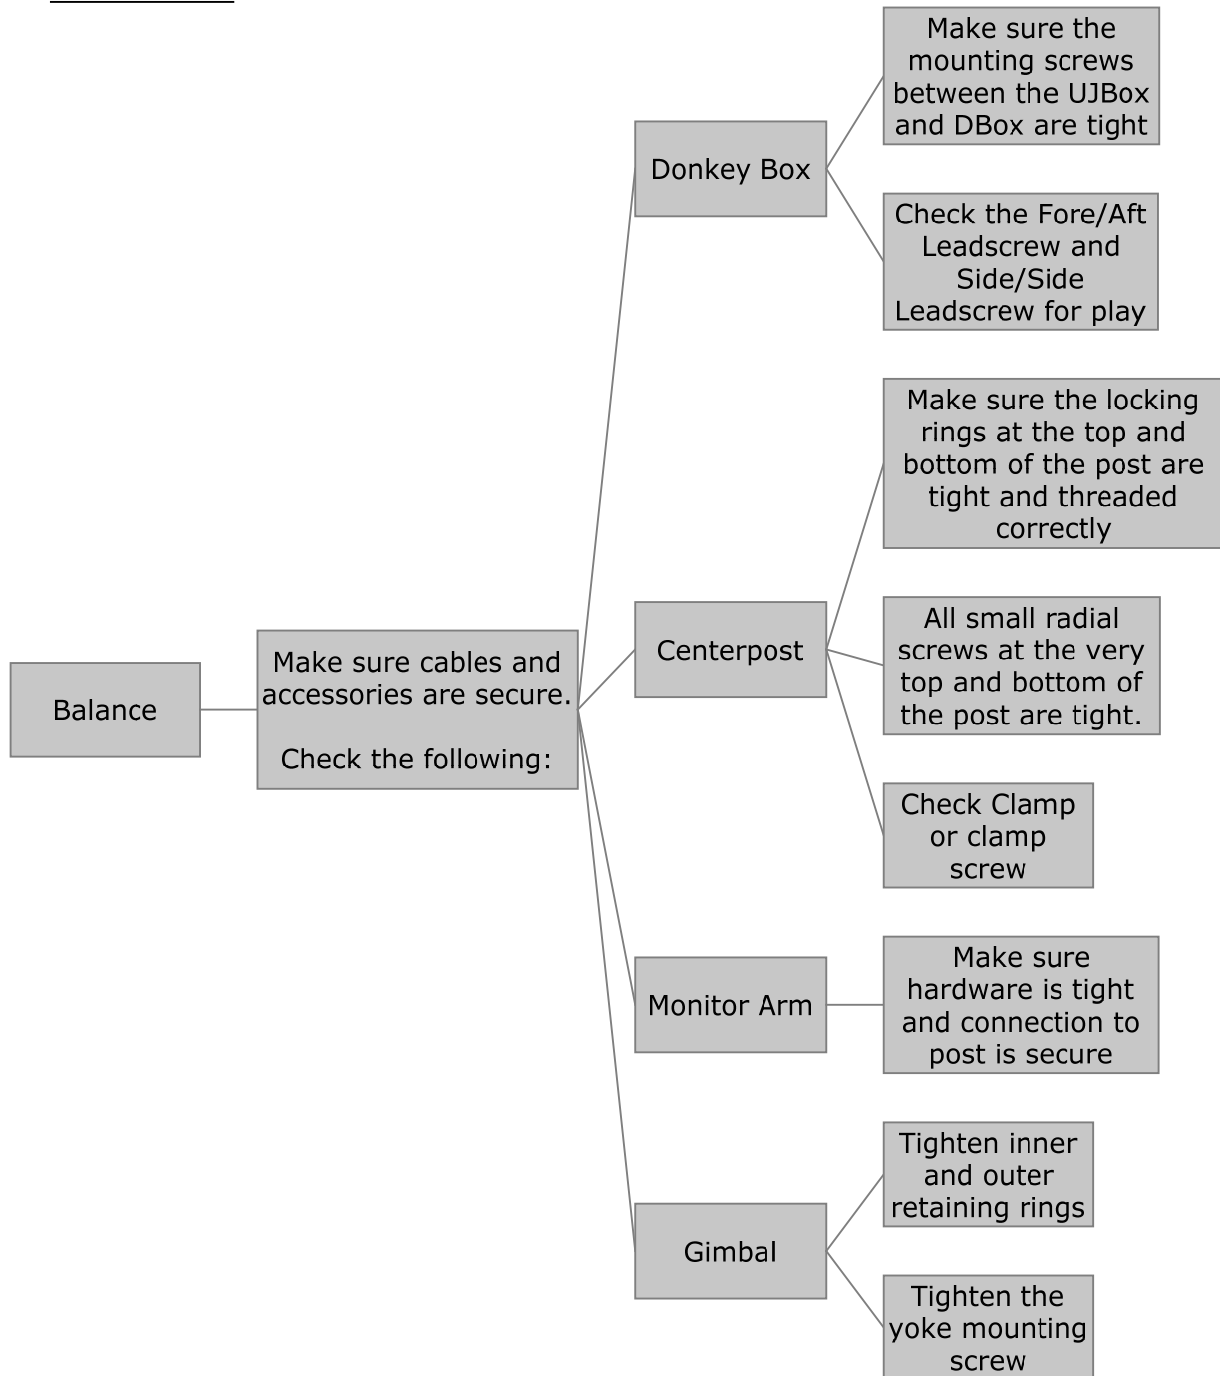 Balance
Make sure cables and
accessories are secure.
Check the following:
Donkey Box
Make sure the
mounting screws
between the UJBox
and DBox are tight
Check the Fore/Aft
Leadscrew and
Side/Side
Leadscrew for play
Centerpost
Make sure the locking
rings at the top and
bottom of the post are
tight and threaded
correctly
All small radial
screws at the very
top and bottom of
the post are tight.
Check Clamp
or clamp
screw
Monitor Arm
Make sure
hardware is tight
and connection to
post is secure
Gimbal
Tighten inner
and outer
retaining rings
Tighten the
yoke mounting
screw